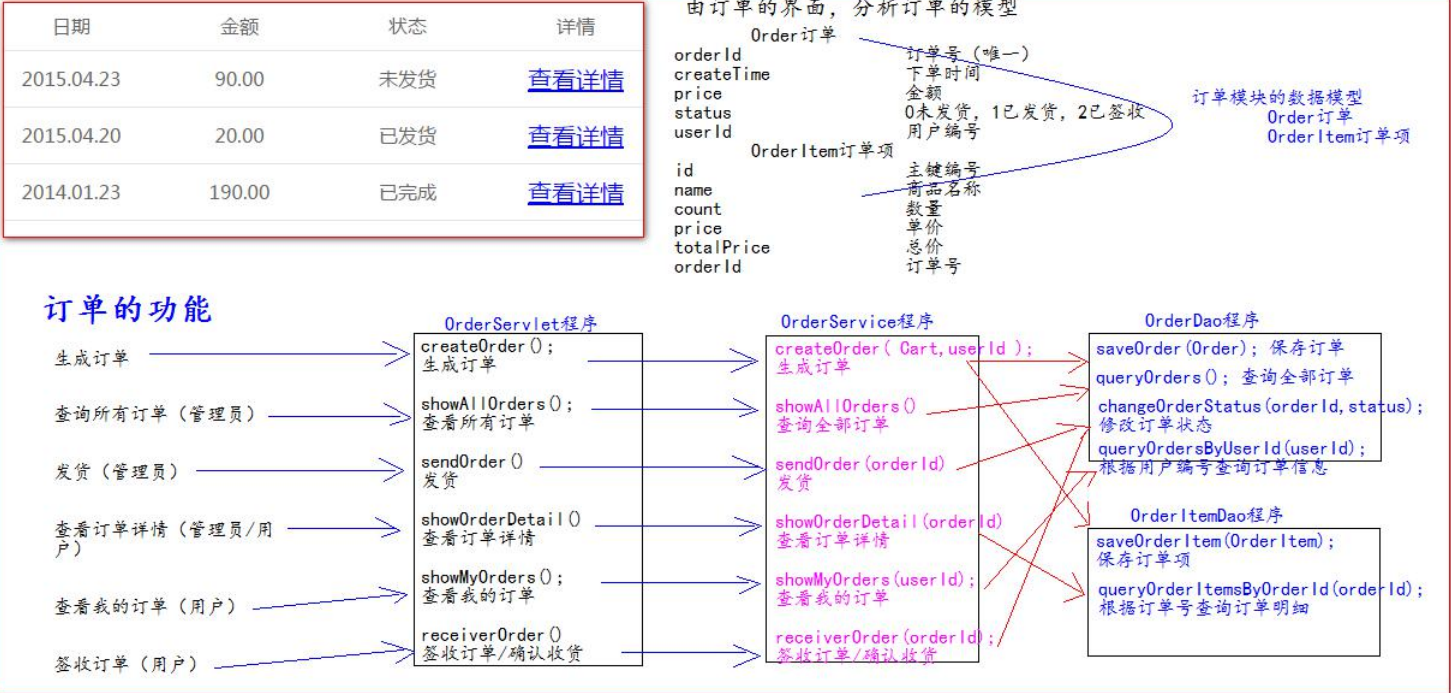 日期 金额 状态 详情
2015.04.23 90.00 未发货 查看详情
2015.04.20 20.00 已发货 查看详情
2014.01.23 190.00 已完成 查看详情
由订单的界面，分析订单的模型
Order订单
orderId 订单号（唯一）
createTime 下单时间
price 金额
status 0未发货，1已发货，2已签收
userId 用户编号
OrderItem订单项
id 主键编号
name 商品名称
count 数量
price 单价
totalPrice 总价
orderId 订单号
订单模块的数据模型
Order订单
OrderItem订单项
订单的功能
生成订单
查询所有订单（管理员）
发货（管理员）
查看订单详情（管理员/用
户）
查看我的订单（用户）
签收订单（用户）
OrderServlet程序
createOrder();
生成订单
showAllOrders();
查看所有订单
sendOrder()
发货
showOrderDetail()
查看订单详情
showMyOrders();
查看我的订单
receiverOrder()
签收订单/确认收货
OrderService程序
createOrder( Cart,userId );
生成订单
showAllOrders()
查询全部订单
sendOrder(orderId)
发货
showOrderDetail(orderId)
查看订单详情
showMyOrders(userId);
查看我的订单
receiverOrder(orderId);
签收订单/确认收货
OrderDao程序
saveOrder(Order); 保存订单
queryOrders(); 查询全部订单
changeOrderStatus(orderId,status);
修改订单状态
queryOrdersByUserId(userId);
根据用户编号查询订单信息
OrderItemDao程序
saveOrderItem(OrderItem);
保存订单项
queryOrderItemsByOrderId(orderId);
根据订单号查询订单明细